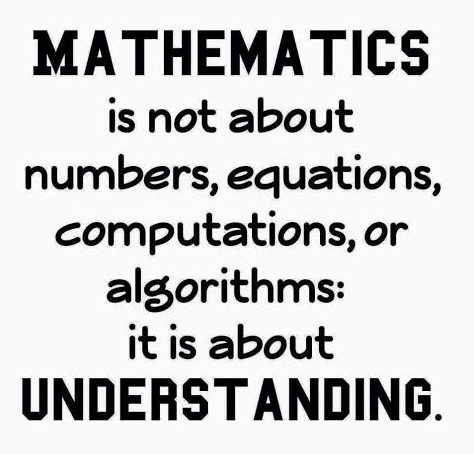 MATHEMATICS
is not about
numbers, equations,
computations, or
algorithms:
it is about
UNDERSTANDING.